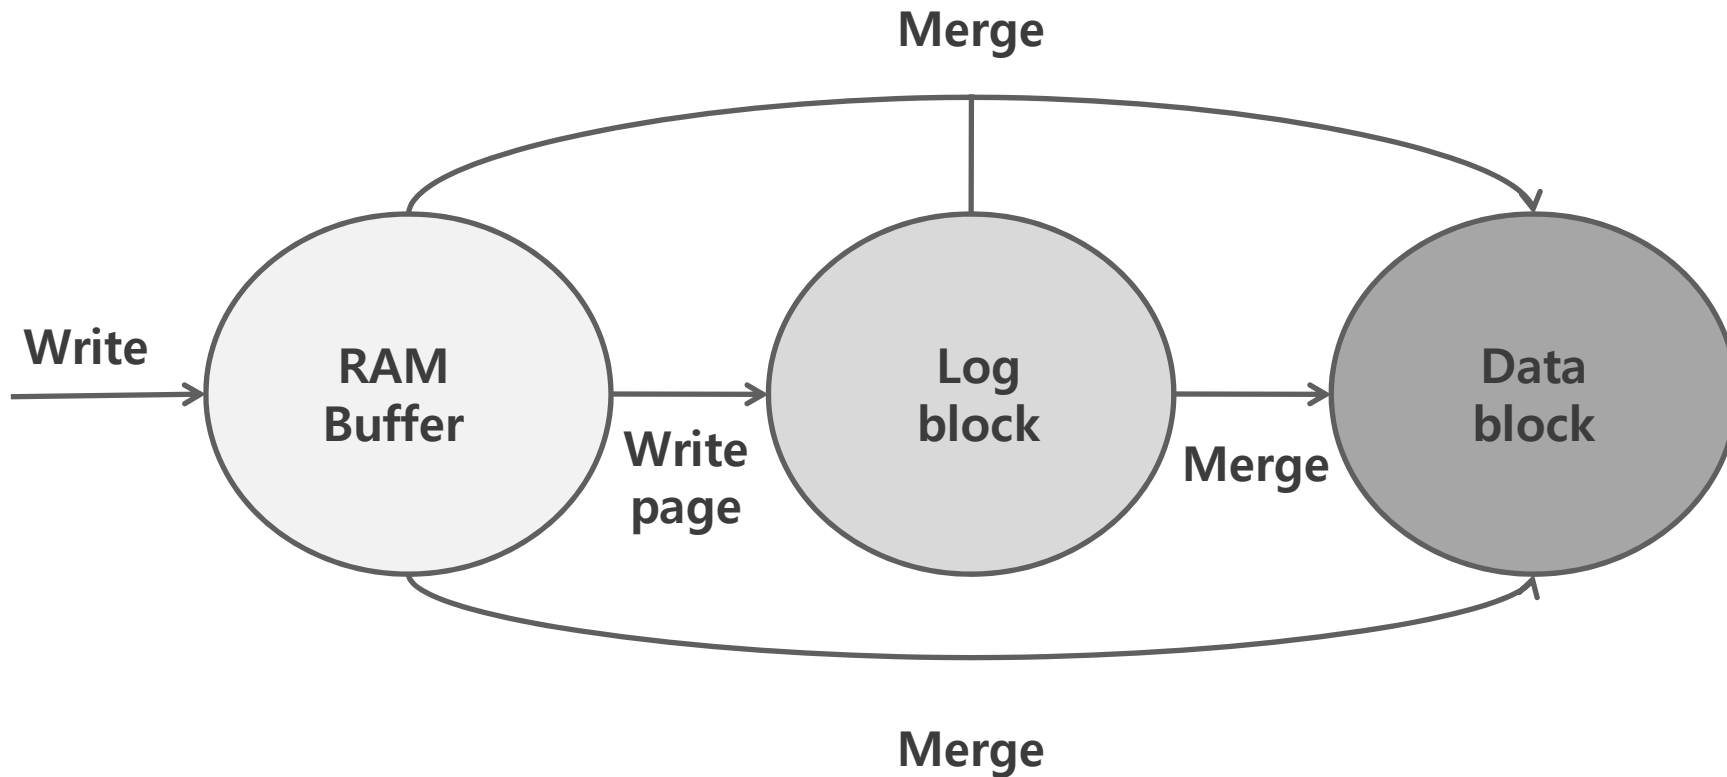 Merge
Write
RAM
Buffer
Write
page
Log
block
Merge
Data
block
Merge